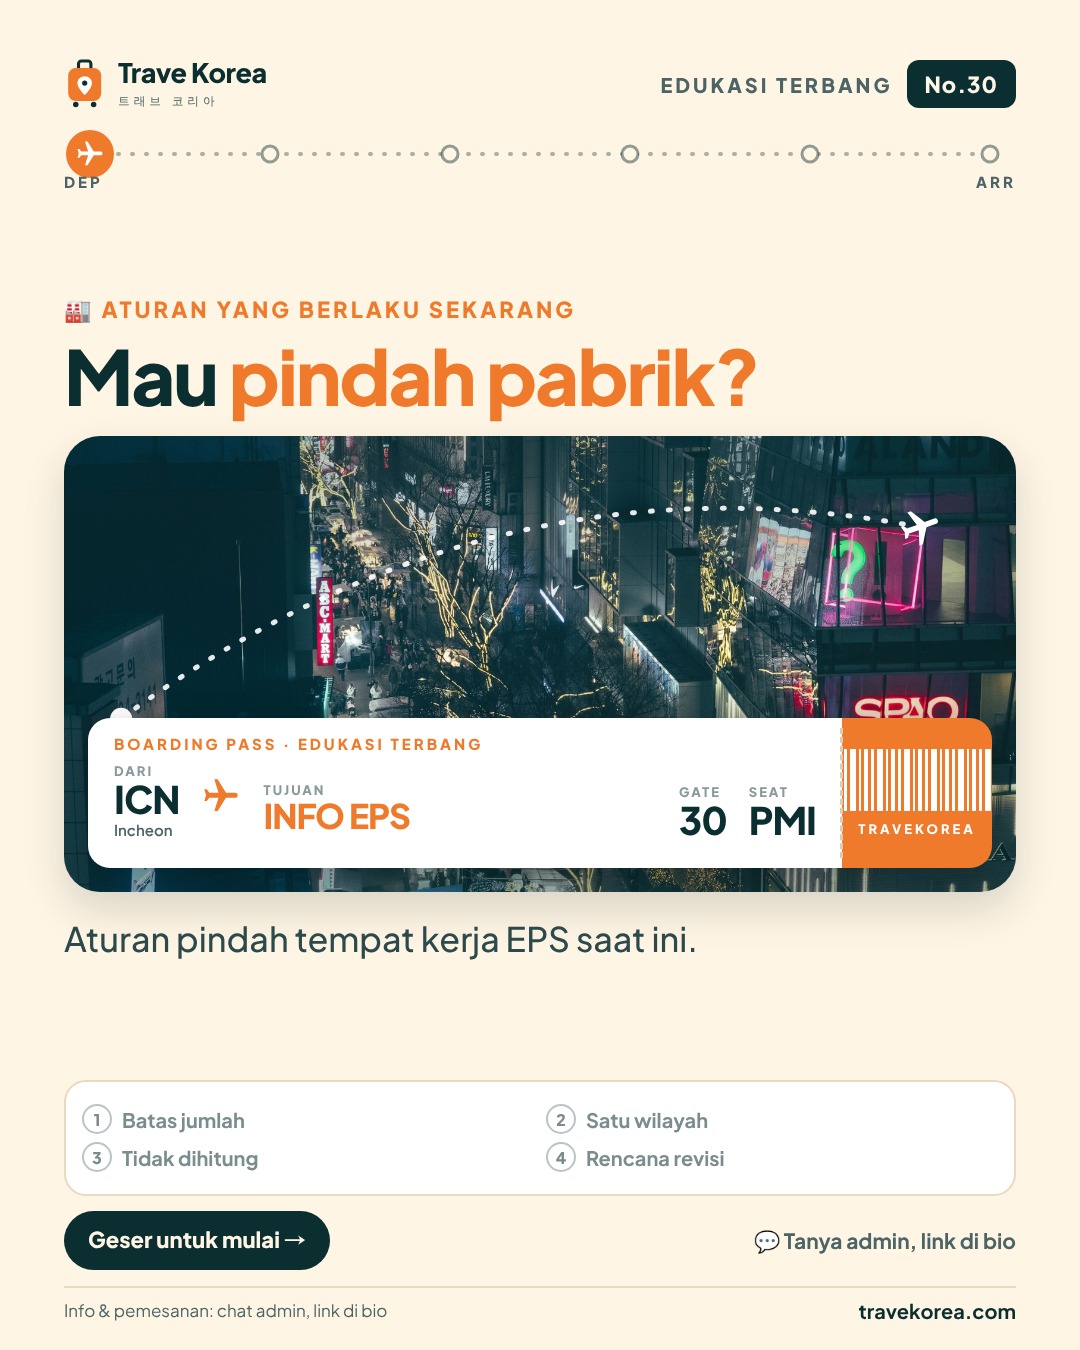 Trave Korea
트래브 코리아
EDUKASI TERBANG
No.30
DEP
ARR
🏭 ATURAN YANG BERLAKU SEKARANG
Mau pindah pabrik?
ALAND
ABC-MART
?
SPAO
BOARDING PASS · EDUKASI TERBANG
DARI
ICN
Incheon
TUJUAN
INFO EPS
GATE
30
SEAT
PMI
TRAVEKOREA
Aturan pindah tempat kerja EPS saat ini.
1 Batas jumlah
2 Satu wilayah
3 Tidak dihitung
4 Rencana revisi
Geser untuk mulai →
💬 Tanya admin, link di bio
Info & pemesanan: chat admin, link di bio
travekorea.com